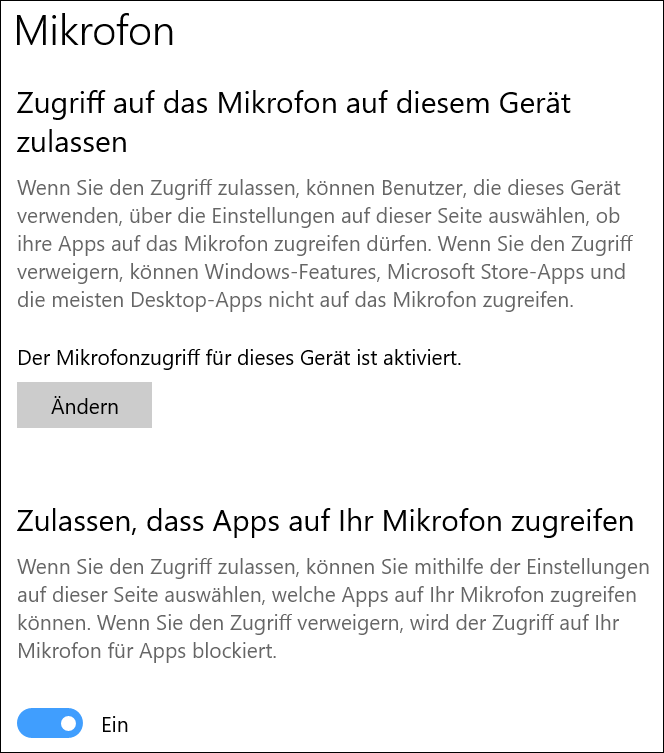 Mikrofon
Zugriff auf das Mikrofon auf diesem Gerät
zulassen
Wenn Sie den Zugriff zulassen, können Benutzer, die dieses Gerät
verwenden, über die Einstellungen auf dieser Seite auswählen, ob
ihre Apps auf das Mikrofon zugreifen dürfen. Wenn Sie den Zugriff
verweigern, können Windows-Features, Microsoft Store-Apps und
die meisten Desktop-Apps nicht auf das Mikrofon zugreifen.
Der Mikrofonzugriff für dieses Gerät ist aktiviert.
Ändern
Zulassen, dass Apps auf Ihr Mikrofon zugreifen
Wenn Sie den Zugriff zulassen, können Sie mithilfe der Einstellungen
auf dieser Seite auswählen, welche Apps auf Ihr Mikrofon zugreifen
können. Wenn Sie den Zugriff verweigern, wird der Zugriff auf Ihr
Mikrofon für Apps blockiert.
Ein